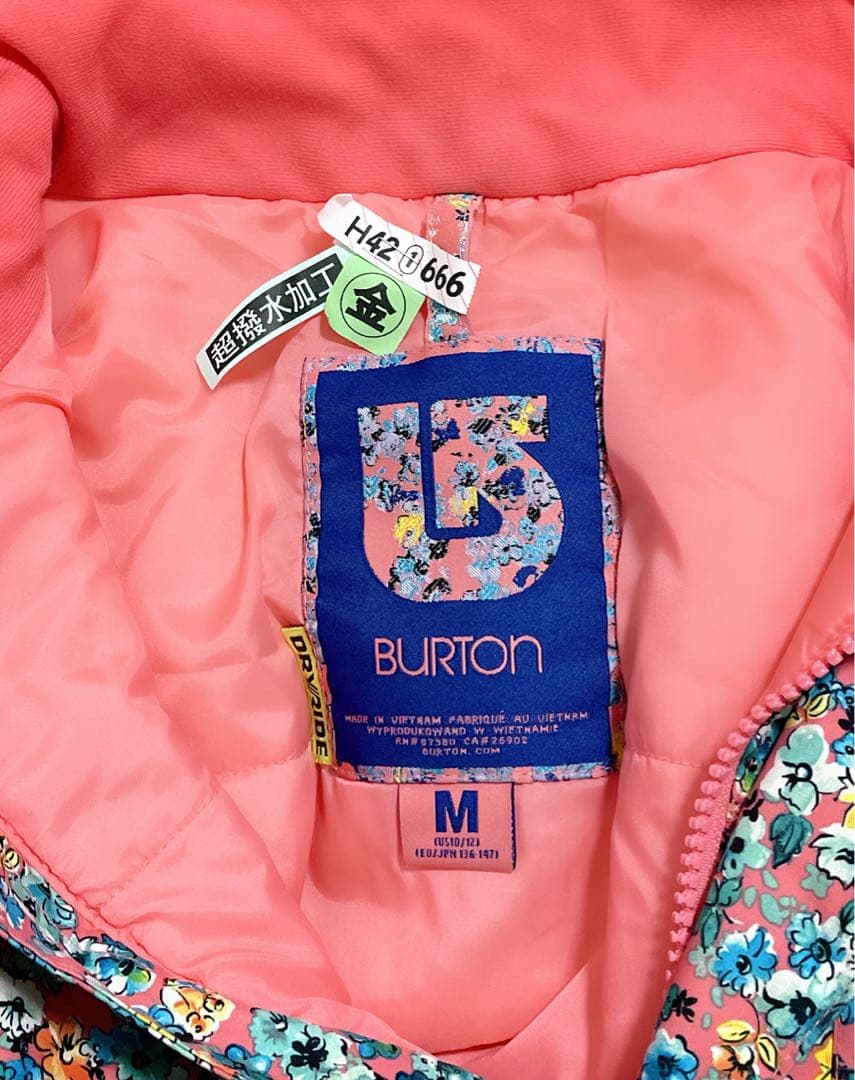 H42 1 666
超撥水加工
金
BURTON
DRYRIDE
MADE IN VIETNAM FABRIQUÉ AU VIETNAM
WYPRODUKOWANO W WIETNAMIE
RN# 87380 CA# 26902
BURTON.COM
M
(US10/12)
(EU/JPN 136-147)